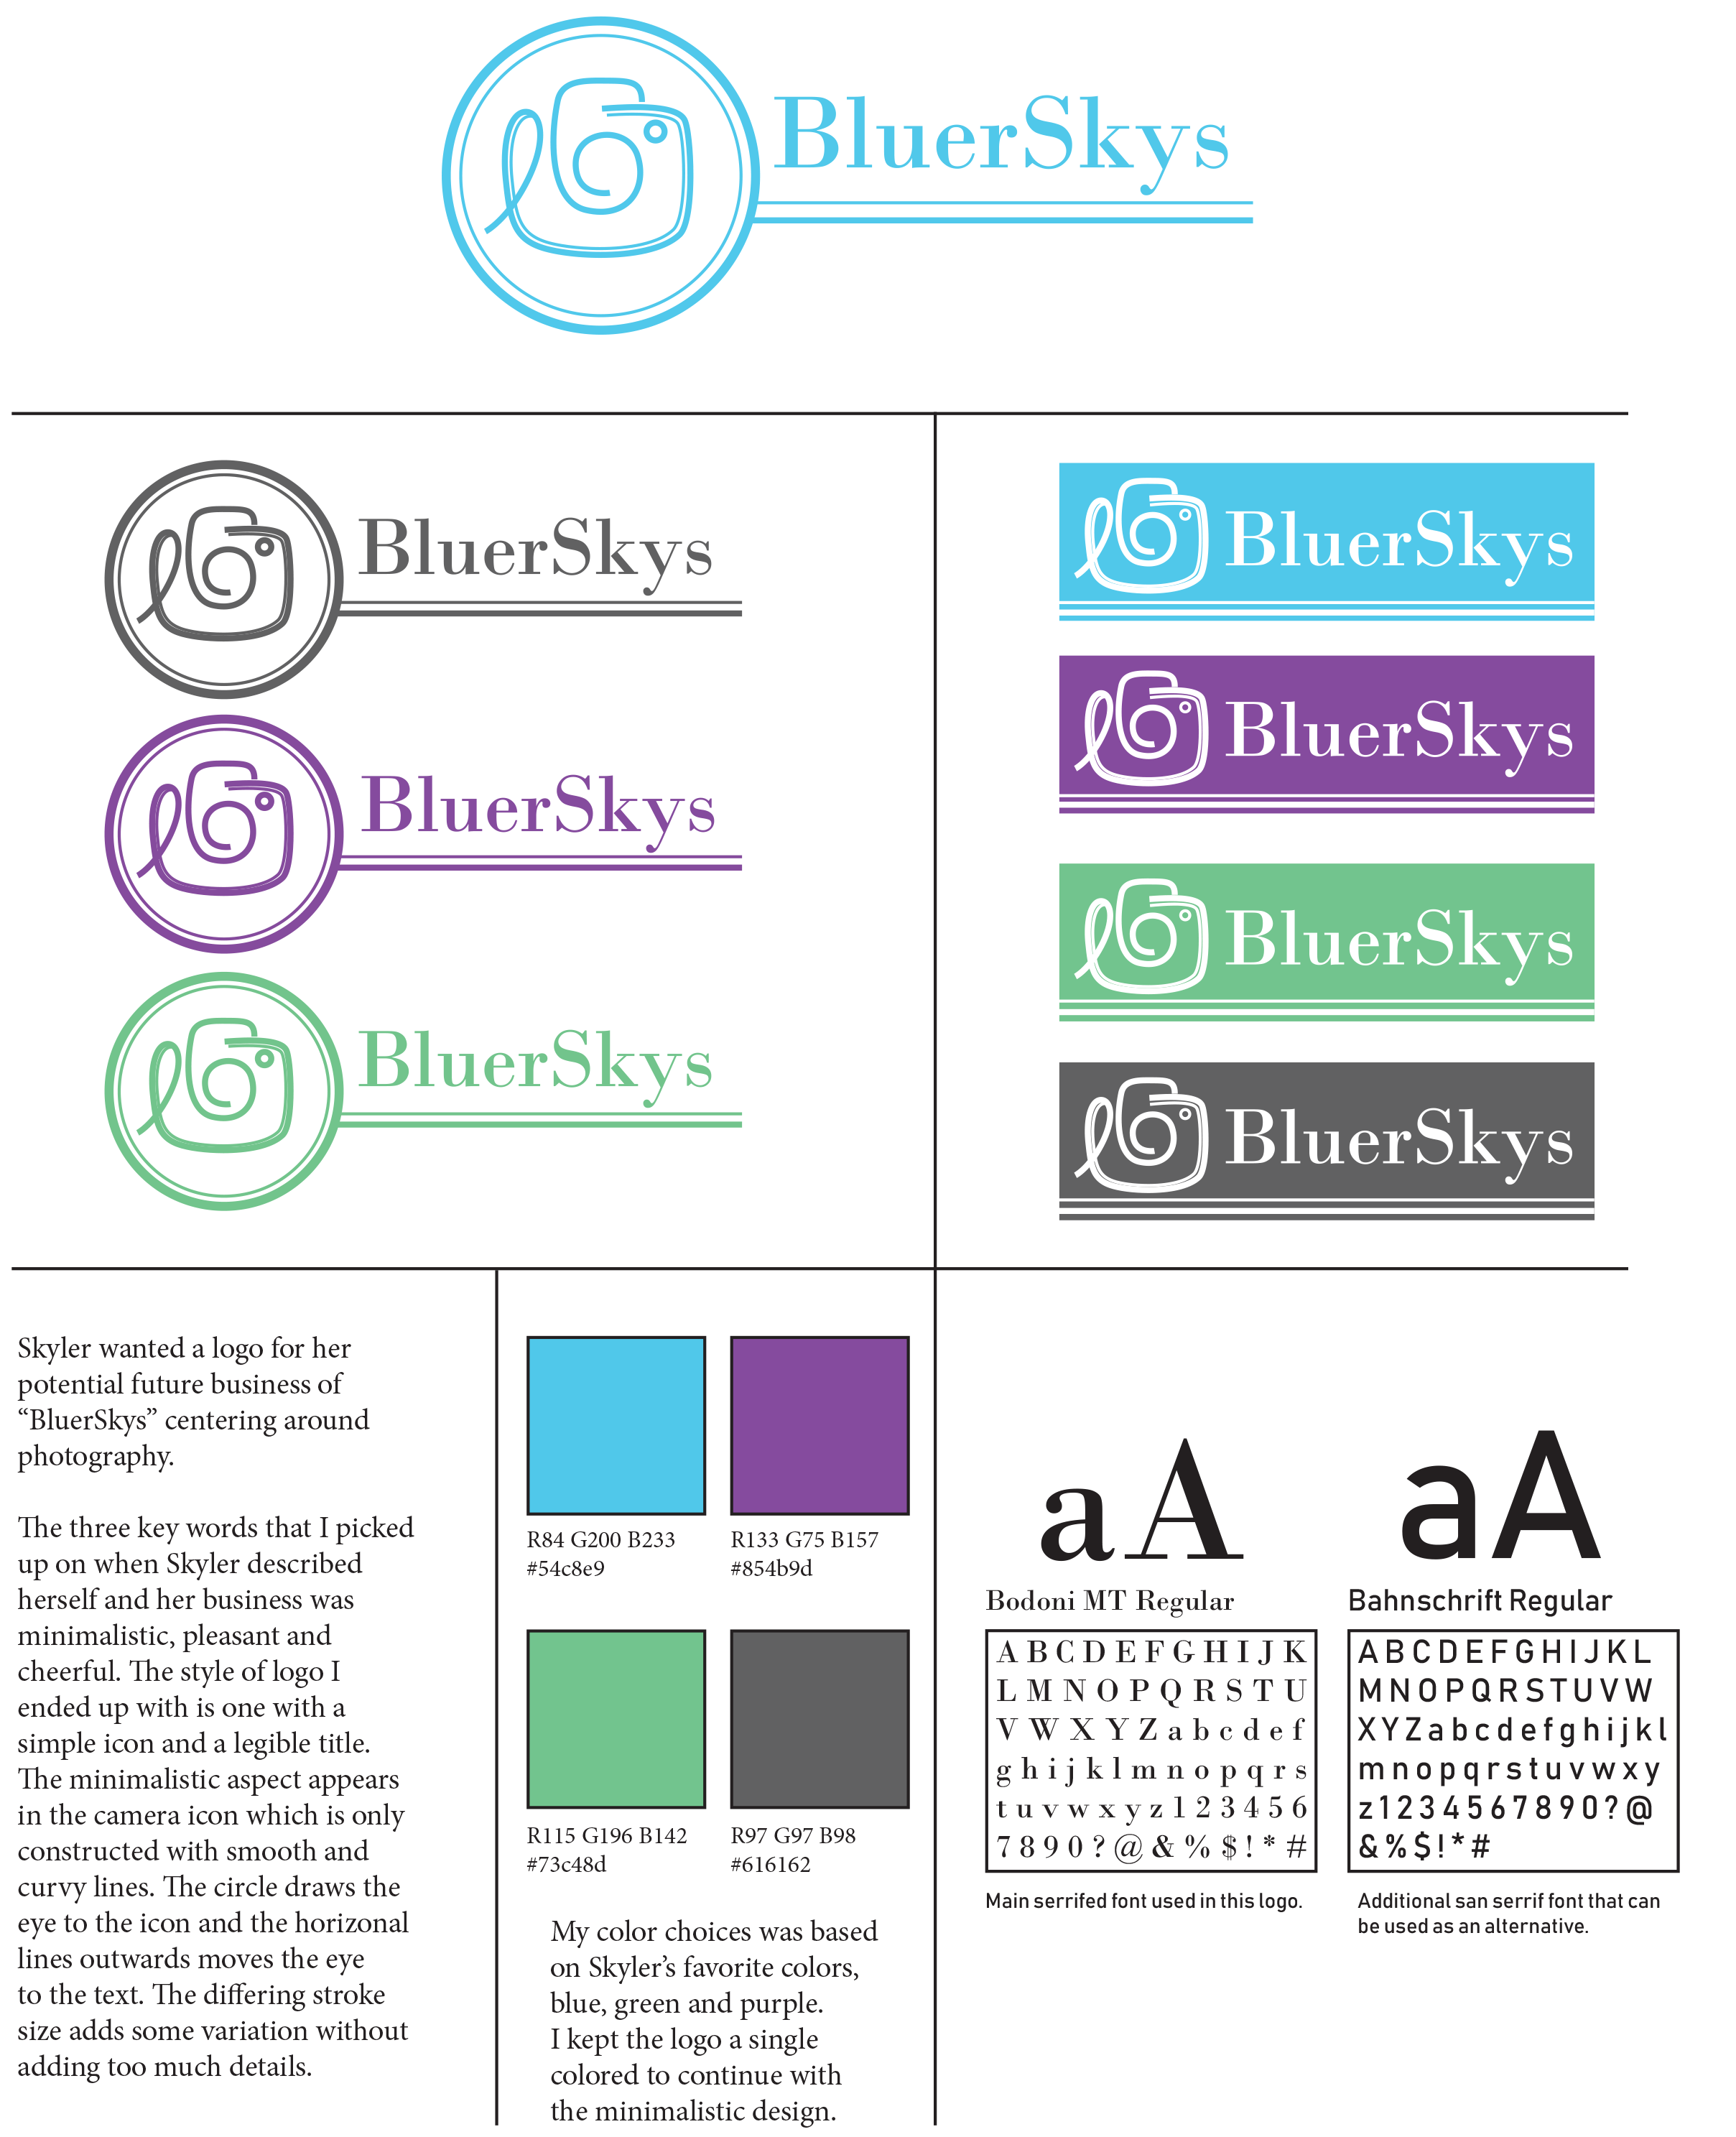 BluerSkys
BluerSkys
BluerSkys
BluerSkys
BluerSkys
BluerSkys
BluerSkys
BluerSkys
Skyler wanted a logo for her
potential future business of
“BluerSkys” centering around
photography.
The three key words that I picked
up on when Skyler described
herself and her business was
minimalistic, pleasant and
cheerful. The style of logo I
ended up with is one with a
simple icon and a legible title.
The minimalistic aspect appears
in the camera icon which is only
constructed with smooth and
curvy lines. The circle draws the
eye to the icon and the horizonal
lines outwards moves the eye
to the text. The differing stroke
size adds some variation without
adding too much details.
R84 G200 B233
#54c8e9
R133 G75 B157
#854b9d
R115 G196 B142
#73c48d
R97 G97 B98
#616162
My color choices was based
on Skyler’s favorite colors,
blue, green and purple.
I kept the logo a single
colored to continue with
the minimalistic design.
aA
Bodoni MT Regular
A B C D E F G H I J K
L M N O P Q R S T U
V W X Y Z a b c d e f
g h i j k l m n o p q r s
t u v w x y z 1 2 3 4 5 6
7 8 9 0 ? @ & % $ ! * #
Main serrifed font used in this logo.
aA
Bahnschrift Regular
A B C D E F G H I J K L
M N O P Q R S T U V W
X Y Z a b c d e f g h i j k l
m n o p q r s t u v w x y
z 1 2 3 4 5 6 7 8 9 0 ? @
& % $ ! * #
Additional san serrif font that can
be used as an alternative.